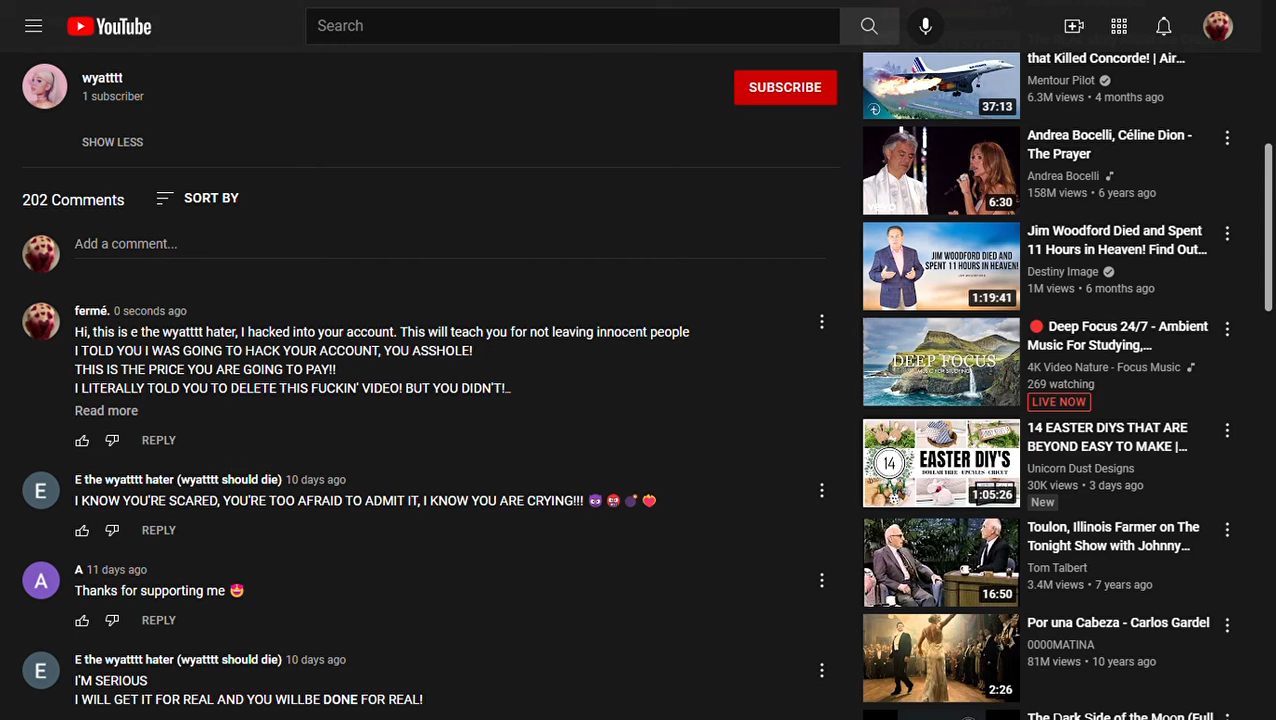 YouTube
Search
wyatttt
1 subscriber
SUBSCRIBE
SHOW LESS
202 Comments
SORT BY
Add a comment...
fermé. 0 seconds ago
Hi, this is e the wyatttt hater, I hacked into your account. This will teach you for not leaving innocent people
I TOLD YOU I WAS GOING TO HACK YOUR ACCOUNT, YOU ASSHOLE!
THIS IS THE PRICE YOU ARE GOING TO PAY!!
I LITERALLY TOLD YOU TO DELETE THIS FUCKIN' VIDEO! BUT YOU DIDN'T!...
Read more
REPLY
E
E the wyatttt hater (wyatttt should die) 10 days ago
I KNOW YOU'RE SCARED, YOU'RE TOO AFRAID TO ADMIT IT, I KNOW YOU ARE CRYING!!! 😈 🤬 💣 ❤️‍🔥
REPLY
A
A 11 days ago
Thanks for supporting me 🤩
REPLY
E
E the wyatttt hater (wyatttt should die) 10 days ago
I'M SERIOUS
I WILL GET IT FOR REAL AND YOU WILLBE DONE FOR REAL!
that Killed Concorde! | Air...
Mentour Pilot
6.3M views • 4 months ago
37:13
Andrea Bocelli, Céline Dion -
The Prayer
Andrea Bocelli
158M views • 6 years ago
6:30
Jim Woodford Died and Spent
11 Hours in Heaven! Find Out...
Destiny Image
1M views • 6 months ago
JIM WOODFORD DIED AND
SPENT 11 HOURS IN HEAVEN!
1:19:41
🔴 Deep Focus 24/7 - Ambient
Music For Studying,...
4K Video Nature - Focus Music
269 watching
LIVE NOW
DEEP FOCUS
MUSIC FOR STUDYING
14 EASTER DIYS THAT ARE
BEYOND EASY TO MAKE |...
Unicorn Dust Designs
30K views • 3 days ago
New
14
EASTER DIY'S
DOLLAR TREE UPCYCLES CRICUT
1:05:26
Toulon, Illinois Farmer on The
Tonight Show with Johnny...
Tom Talbert
3.4M views • 7 years ago
16:50
Por una Cabeza - Carlos Gardel
0000MATINA
81M views • 10 years ago
2:26
The Dark Side of the Moon (Full